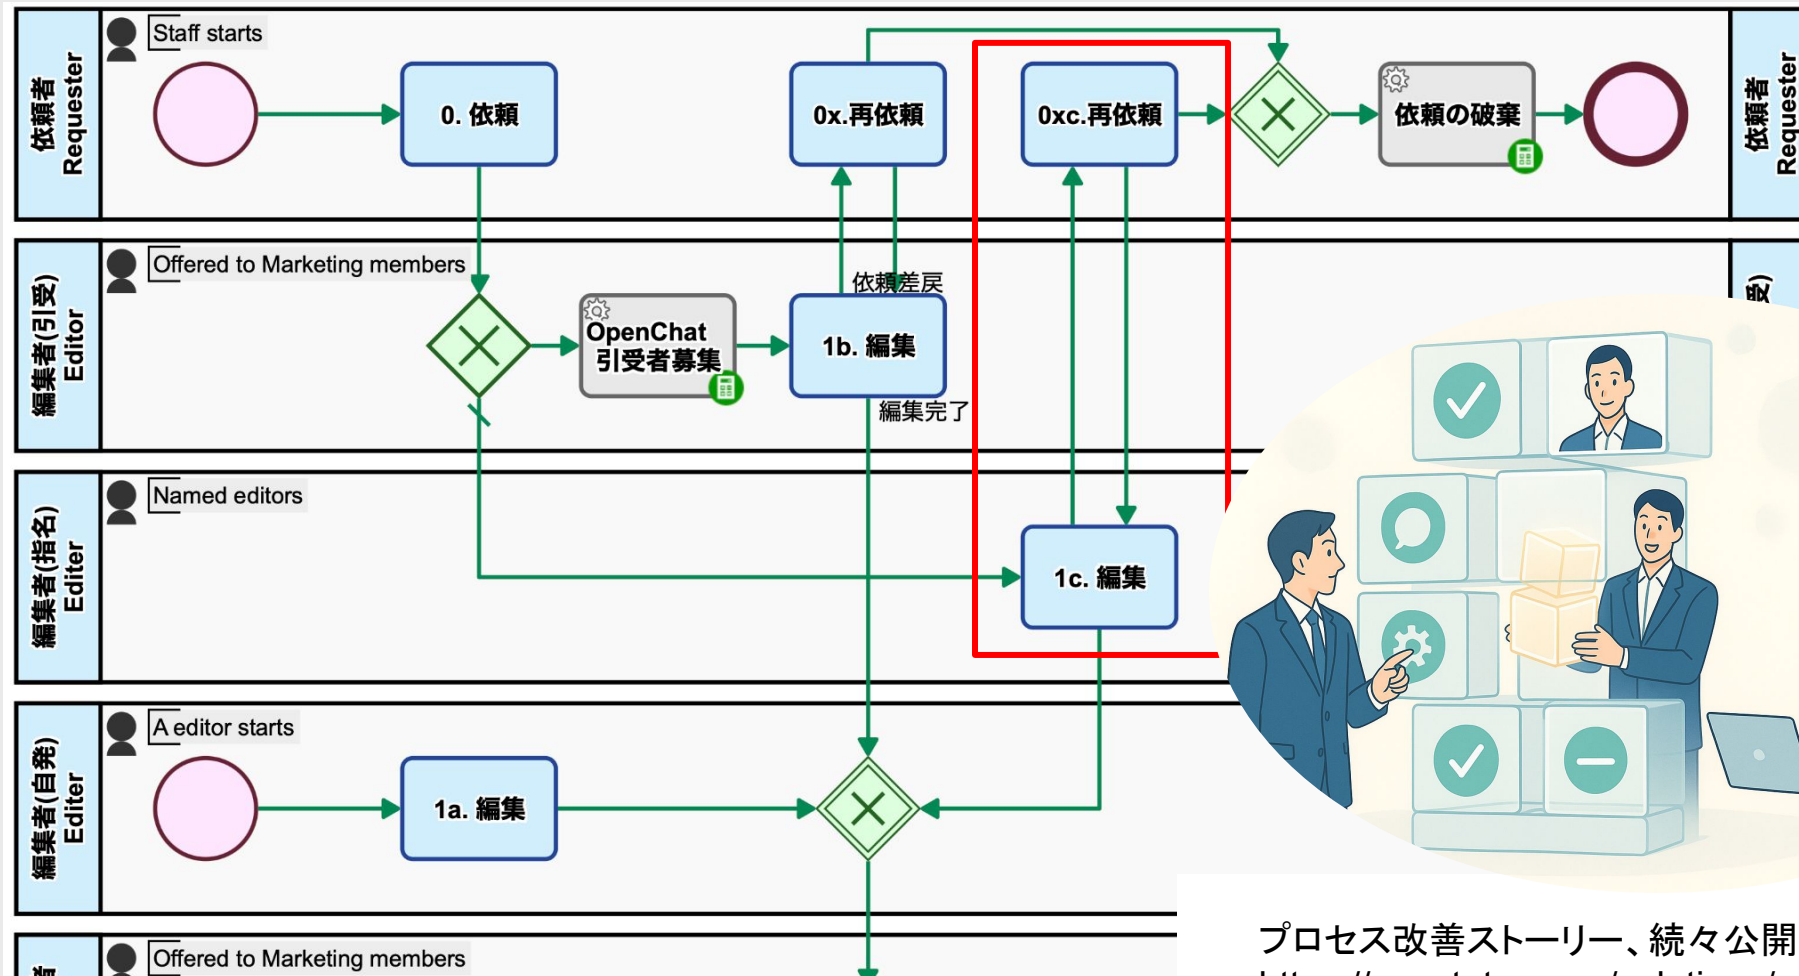 依頼者
Requester
Staff starts
0. 依頼
0x.再依頼
0xc.再依頼
依頼の破棄
依頼者
Requester
編集者(引受)
Editor
Offered to Marketing members
OpenChat
引受者募集
依頼差戻
1b. 編集
編集完了
受)
編集者(指名)
Editer
Named editors
1c. 編集
編集者(自発)
Editer
A editor starts
1a. 編集
者
Offered to Marketing members
プロセス改善ストーリー、続々公開